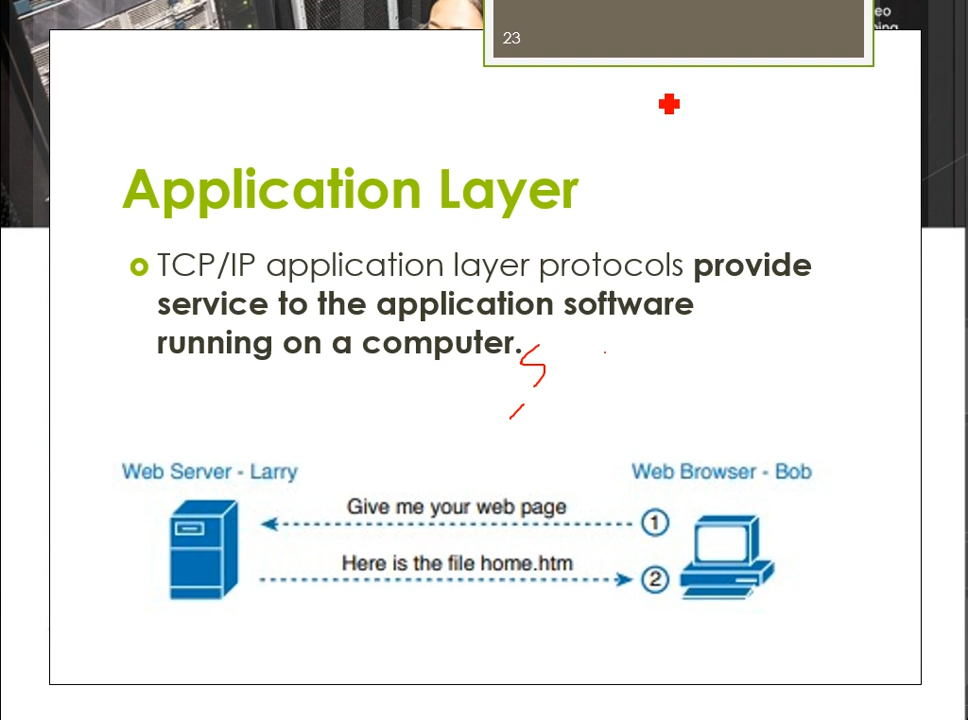 23
Application Layer
TCP/IP application layer protocols provide
service to the application software
running on a computer.
Web Server - Larry
Web Browser - Bob
Give me your web page
1
Here is the file home.htm
2